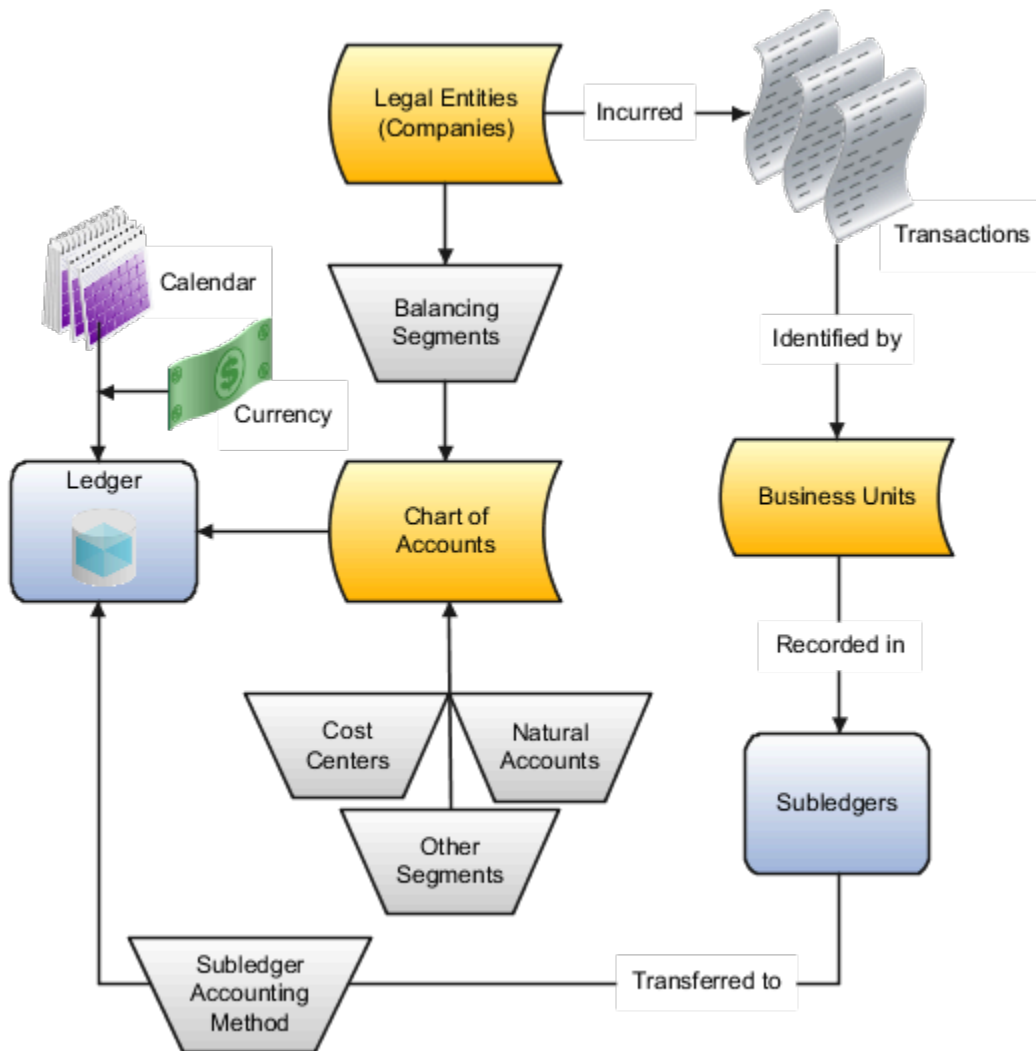 Legal Entities
(Companies)
Incurred
Transactions
Calendar
Balancing
Segments
Identified by
Currency
Ledger
Chart of
Accounts
Business Units
Recorded in
Cost
Centers
Natural
Accounts
Subledgers
Other
Segments
Subledger
Accounting
Method
Transferred to